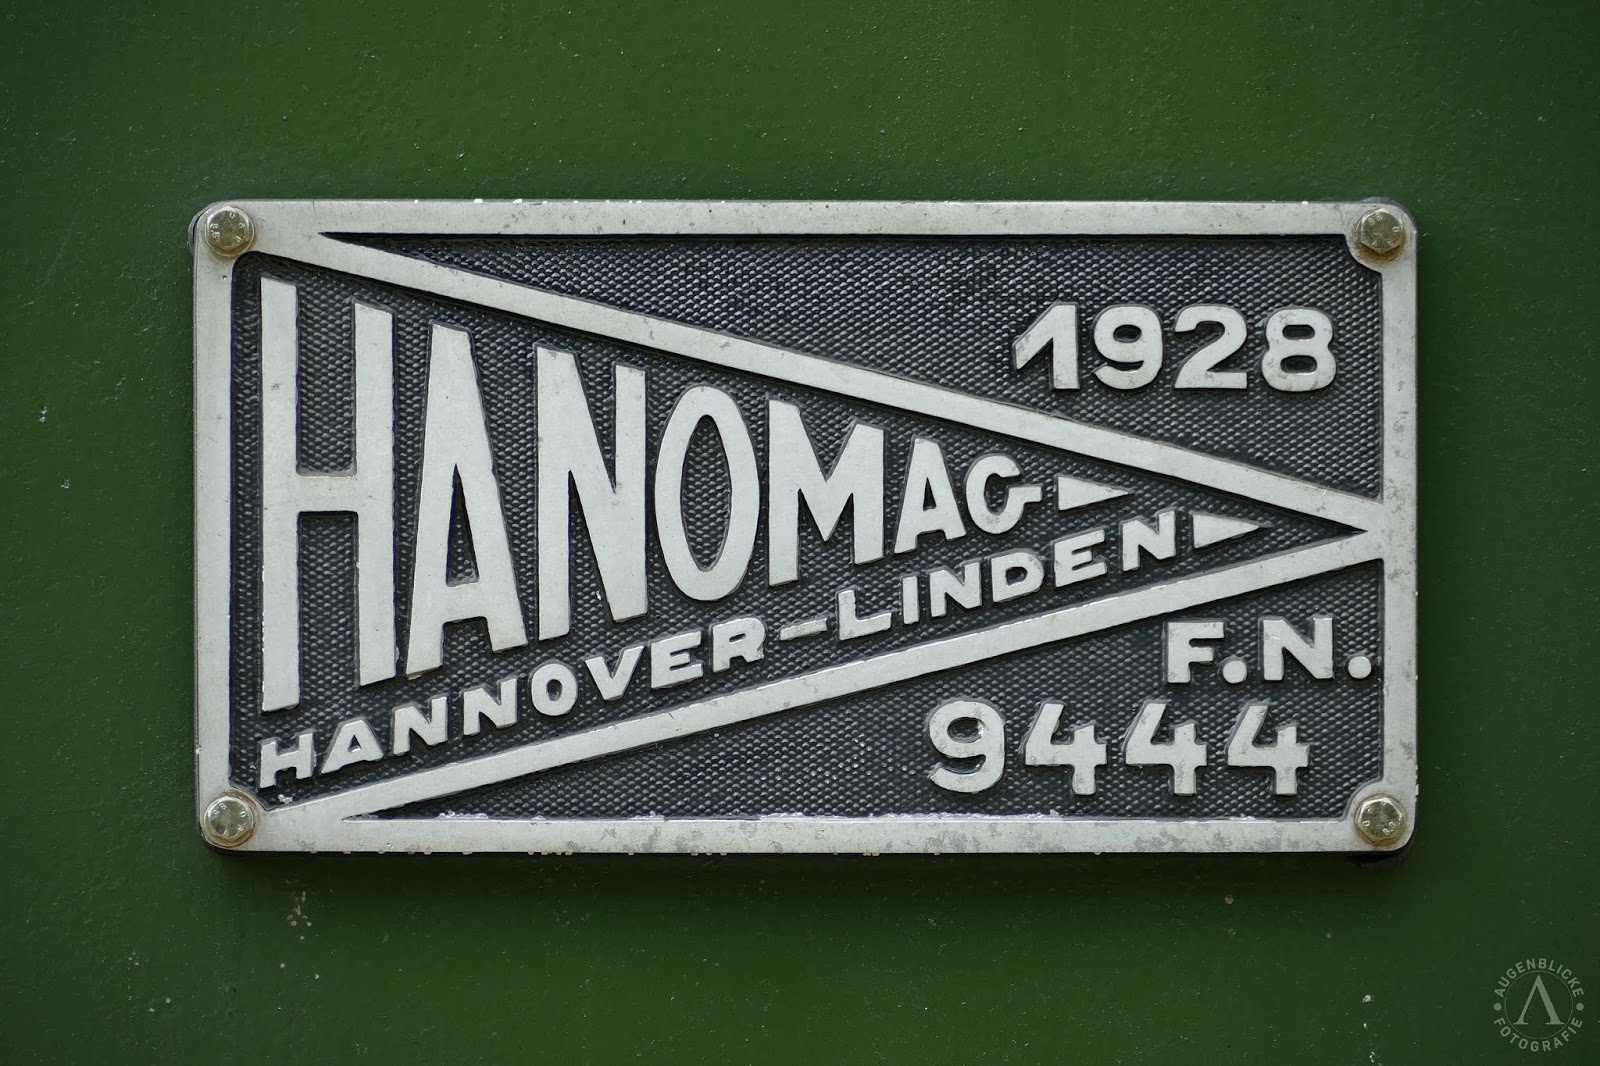 1928
HANOMAG
HANNOVER-LINDEN
F.N.
9444
AUGENBLICKE
FOTOGRAFIE